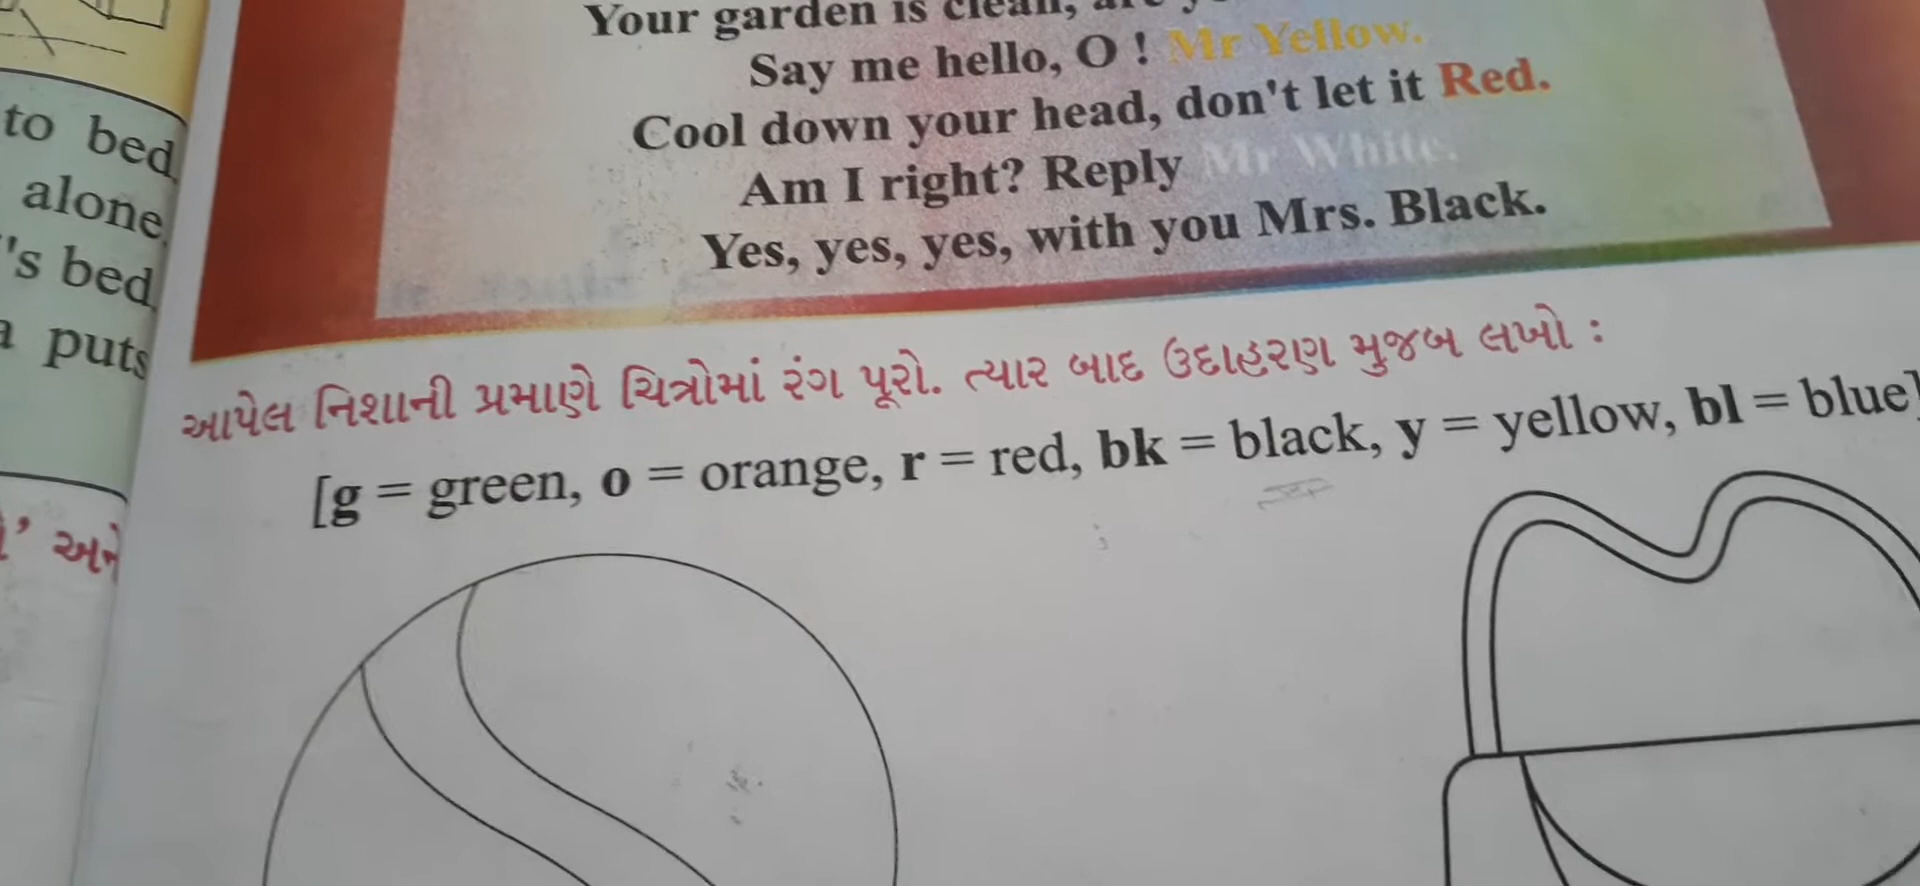 Your garden is clean,
Say me hello, O ! Mr Yellow.
Cool down your head, don't let it Red.
Am I right? Reply Mr White.
Yes, yes, yes, with you Mrs. Black.
to bed
alone
's bed
puts
અને
આપેલ નિશાની પ્રમાણે ચિત્રોમાં રંગ પૂરો. ત્યાર બાદ ઉદાહરણ મુજબ લખો :
[g = green, o = orange, r = red, bk = black, y = yellow, bl = blue]